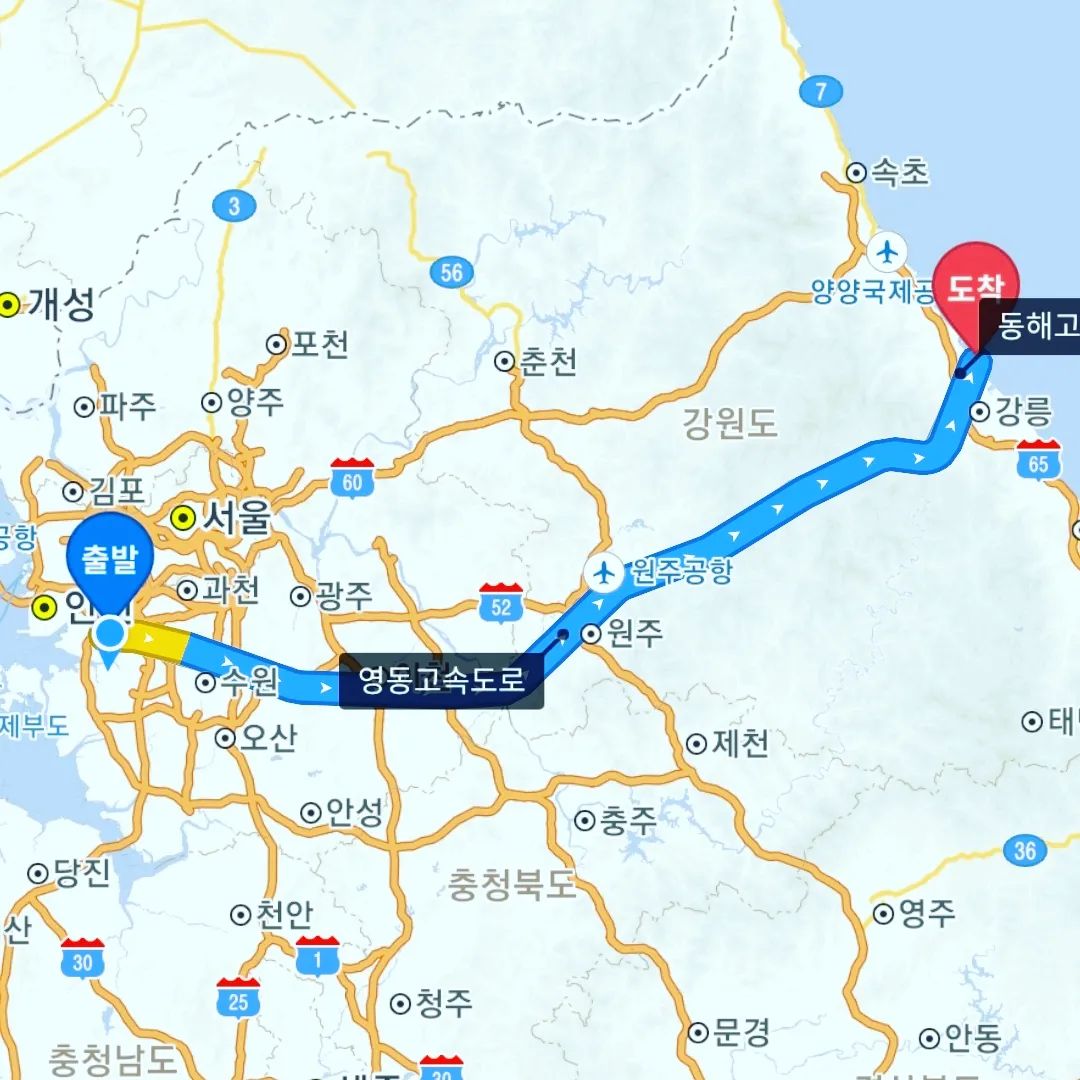 7
속초
3
56
양양국제공
도착
동해고
개성
포천
춘천
파주
양주
강원도
강릉
60
65
김포
서울
공항
출발
과천
광주
52
원주공항
원주
수원
영동고속도로
제부도
오산
제천
태
안성
충주
36
당진
충청북도
영주
천안
산
30
1
25
청주
문경
안동
충청남도
30